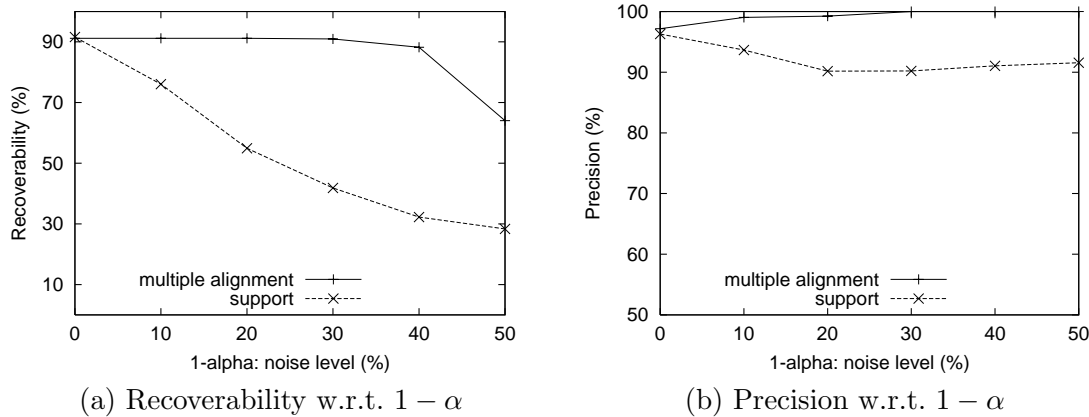 90
70
50
30
10
Recoverability (%)
multiple alignment
support
0 10 20 30 40 50
1-alpha: noise level (%)
(a) Recoverability w.r.t. 1 − α
100
90
80
70
60
50
Precision (%)
multiple alignment
support
0 10 20 30 40 50
1-alpha: noise level (%)
(b) Precision w.r.t. 1 − α